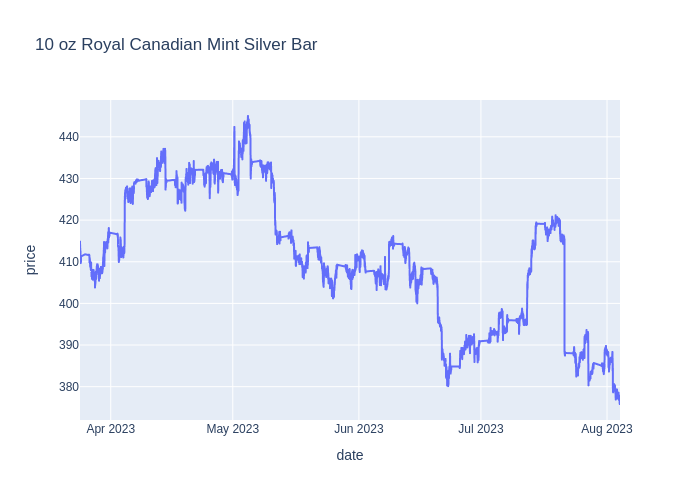 10 oz Royal Canadian Mint Silver Bar
440
430
420
410
400
390
380
price
Apr 2023
May 2023
Jun 2023
Jul 2023
Aug 2023
date